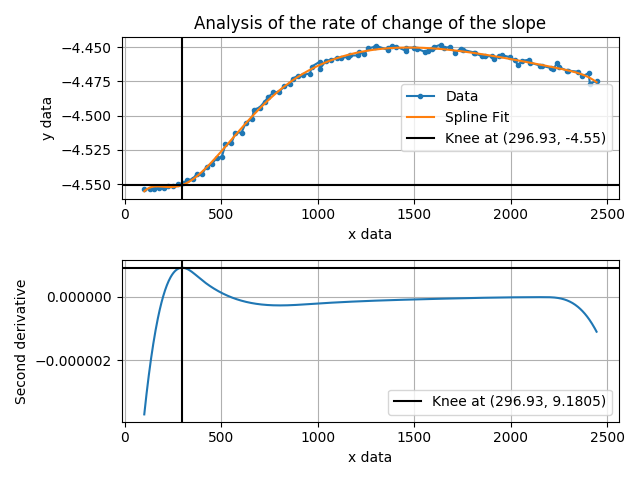 Analysis of the rate of change of the slope
−4.450
−4.475
−4.500
−4.525
−4.550
y data
Data
Spline Fit
Knee at (296.93, -4.55)
0 500 1000 1500 2000 2500
x data
0.000000
−0.000002
Second derivative
Knee at (296.93, 9.1805)
0 500 1000 1500 2000 2500
x data